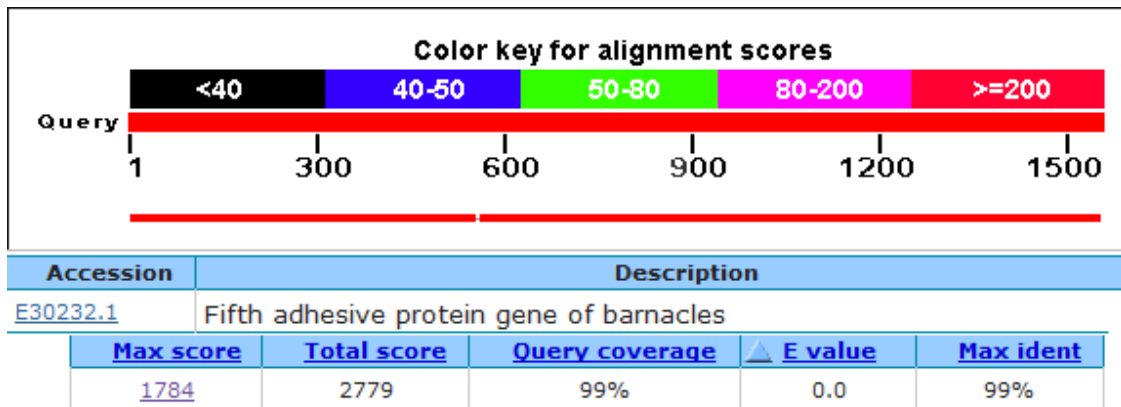 Color key for alignment scores
<40 40-50 50-80 80-200 >=200
Query
1 300 600 900 1200 1500
Accession Description
E30232.1 Fifth adhesive protein gene of barnacles
Max score Total score Query coverage E value Max ident
1784 2779 99% 0.0 99%